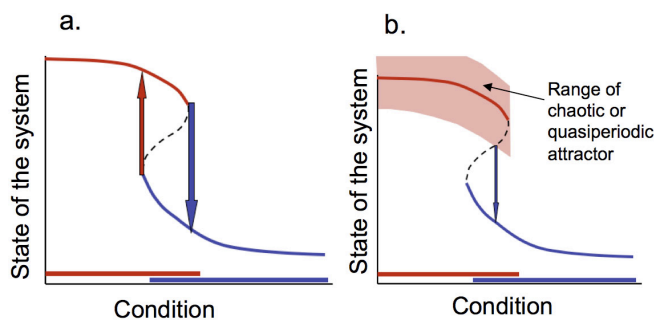 a.
State of the system
Condition
b.
State of the system
Range of
chaotic or
quasiperiodic
attractor
Condition